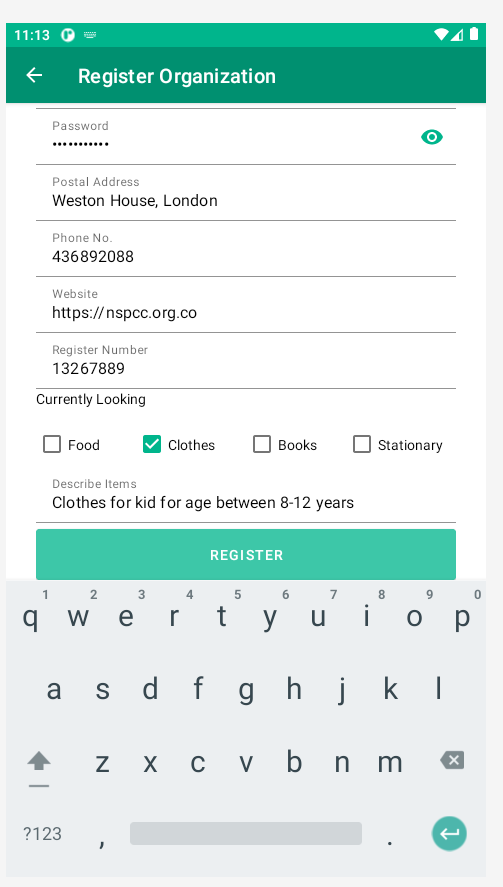 11:13
Register Organization
Password
•••••••••••
Postal Address
Weston House, London
Phone No.
436892088
Website
https://nspcc.org.co
Register Number
13267889
Currently Looking
Food Clothes Books Stationary
Describe Items
Clothes for kid for age between 8-12 years
REGISTER
1 2 3 4 5 6 7 8 9 0
q w e r t y u i o p
a s d f g h j k l
z x c v b n m
?123 , .